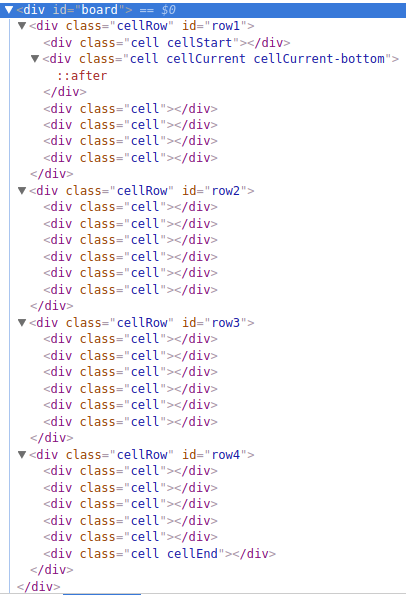 ▼<div id="board"> == $0
▼<div class="cellRow" id="row1">
<div class="cell cellStart"></div>
▼<div class="cell cellCurrent cellCurrent-bottom">
::after
</div>
<div class="cell"></div>
<div class="cell"></div>
<div class="cell"></div>
<div class="cell"></div>
</div>
▼<div class="cellRow" id="row2">
<div class="cell"></div>
<div class="cell"></div>
<div class="cell"></div>
<div class="cell"></div>
<div class="cell"></div>
<div class="cell"></div>
</div>
▼<div class="cellRow" id="row3">
<div class="cell"></div>
<div class="cell"></div>
<div class="cell"></div>
<div class="cell"></div>
<div class="cell"></div>
<div class="cell"></div>
</div>
▼<div class="cellRow" id="row4">
<div class="cell"></div>
<div class="cell"></div>
<div class="cell"></div>
<div class="cell"></div>
<div class="cell"></div>
<div class="cell cellEnd"></div>
</div>
</div>